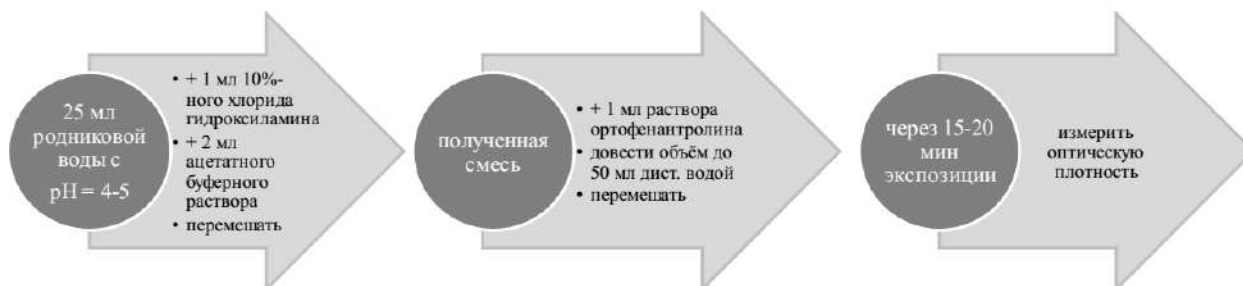 25 мл
родниковой
воды с
pH = 4-5
• + 1 мл 10%-
ного хлорида
гидроксиламина
• + 2 мл
ацетатного
буферного
раствора
• перемешать
полученная
смесь
• + 1 мл раствора
ортофенантролина
• довести объём до
50 мл дист. водой
• перемешать
через 15-20
мин
экспозиции
измерить
оптическую
плотность